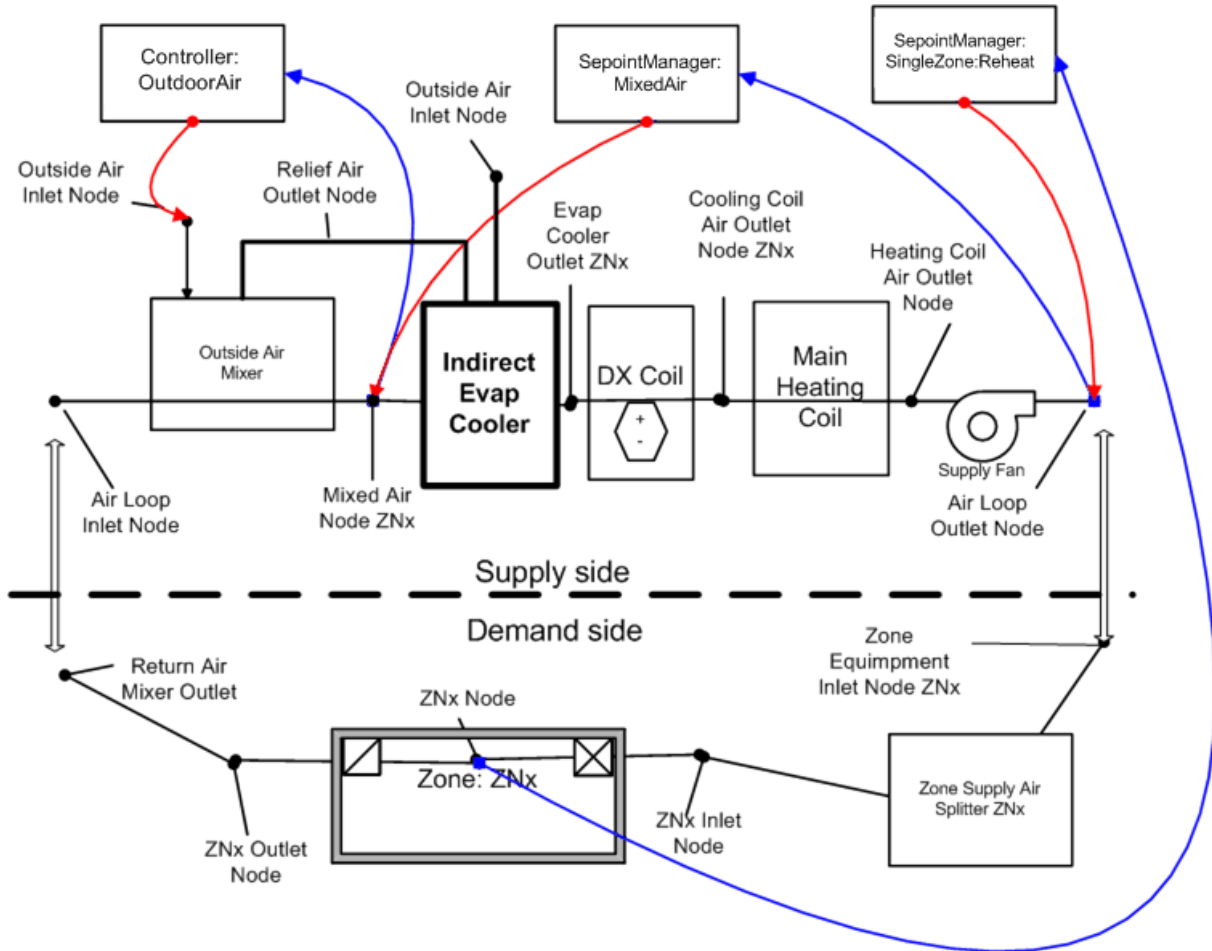 Controller:
OutdoorAir
SepointManager:
MixedAir
SepointManager:
SingleZone:Reheat
Outside Air
Inlet Node
Outside Air
Inlet Node
Relief Air
Outlet Node
Evap
Cooler
Outlet ZNx
Cooling Coil
Air Outlet
Node ZNx
Heating Coil
Air Outlet
Node
Outside Air
Mixer
Indirect
Evap
Cooler
DX Coil
+
-
Main
Heating
Coil
Supply Fan
Air Loop
Inlet Node
Mixed Air
Node ZNx
Air Loop
Outlet Node
Supply side
Demand side
Return Air
Mixer Outlet
ZNx Node
Zone
Equimpment
Inlet Node ZNx
Zone: ZNx
Zone Supply Air
Splitter ZNx
ZNx Outlet
Node
ZNx Inlet
Node